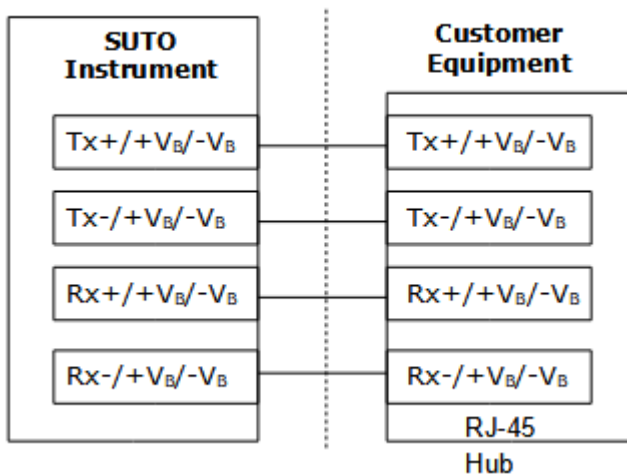 SUTO
Instrument
Customer
Equipment
Tx+/+VB/-VB
Tx+/+VB/-VB
Tx-/+VB/-VB
Tx-/+VB/-VB
Rx+/+VB/-VB
Rx+/+VB/-VB
Rx-/+VB/-VB
Rx-/+VB/-VB
RJ-45
Hub